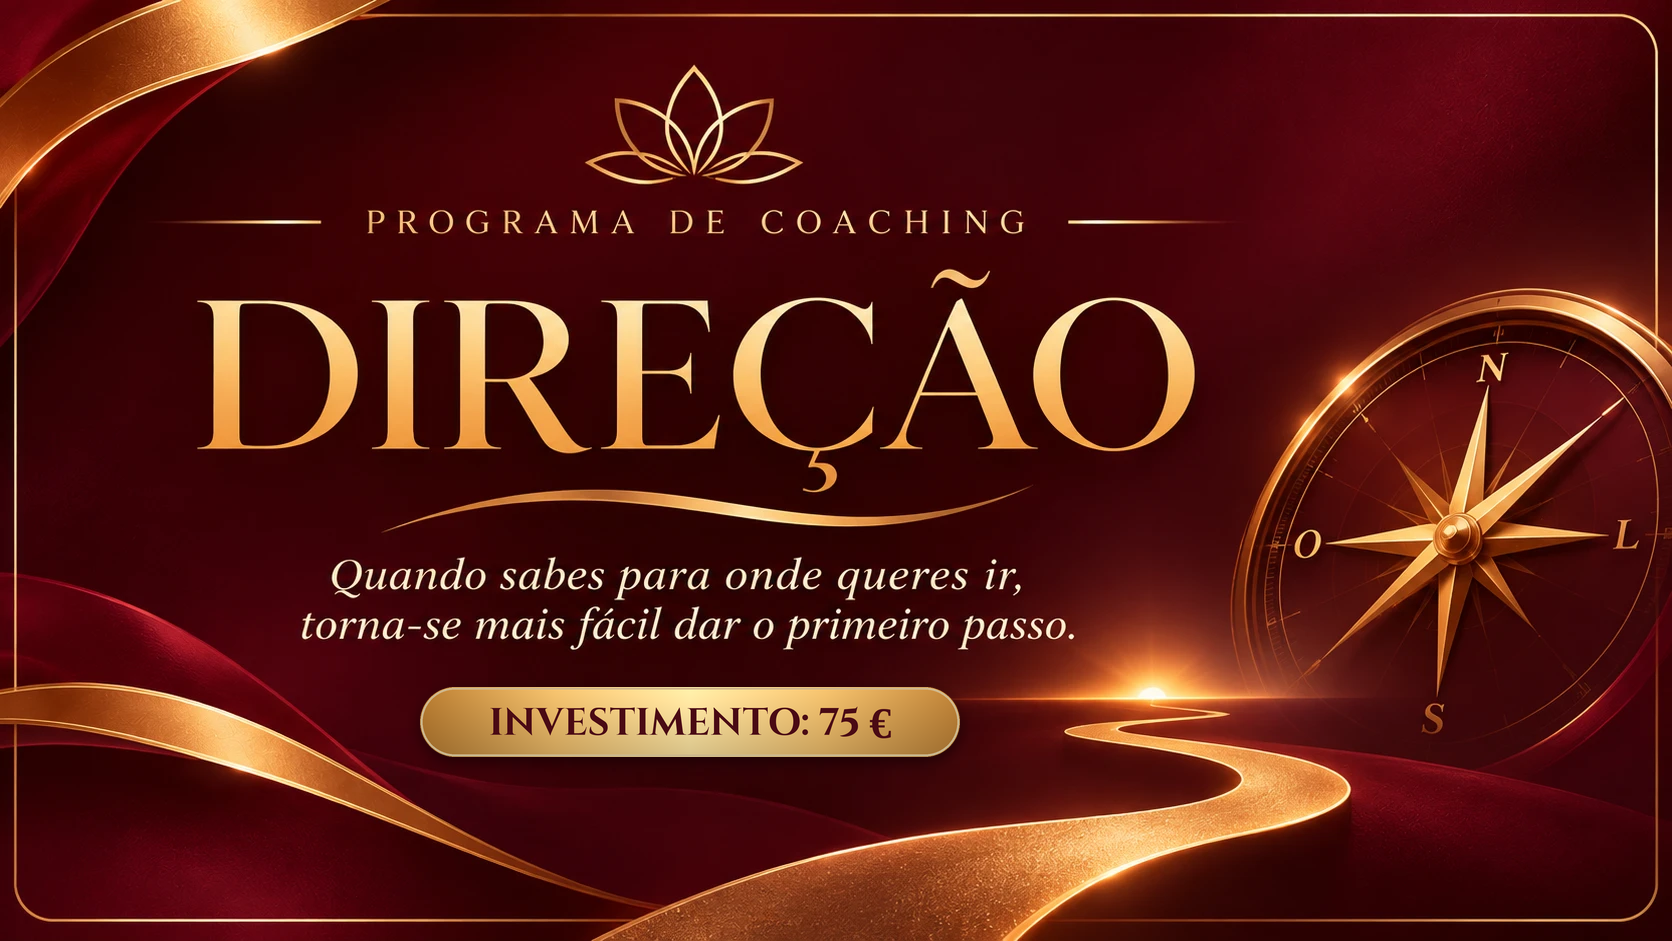 PROGRAMA DE COACHING
DIREÇÃO
Quando sabes para onde queres ir,
torna-se mais fácil dar o primeiro passo.
INVESTIMENTO: 75 €
N
O
L
S